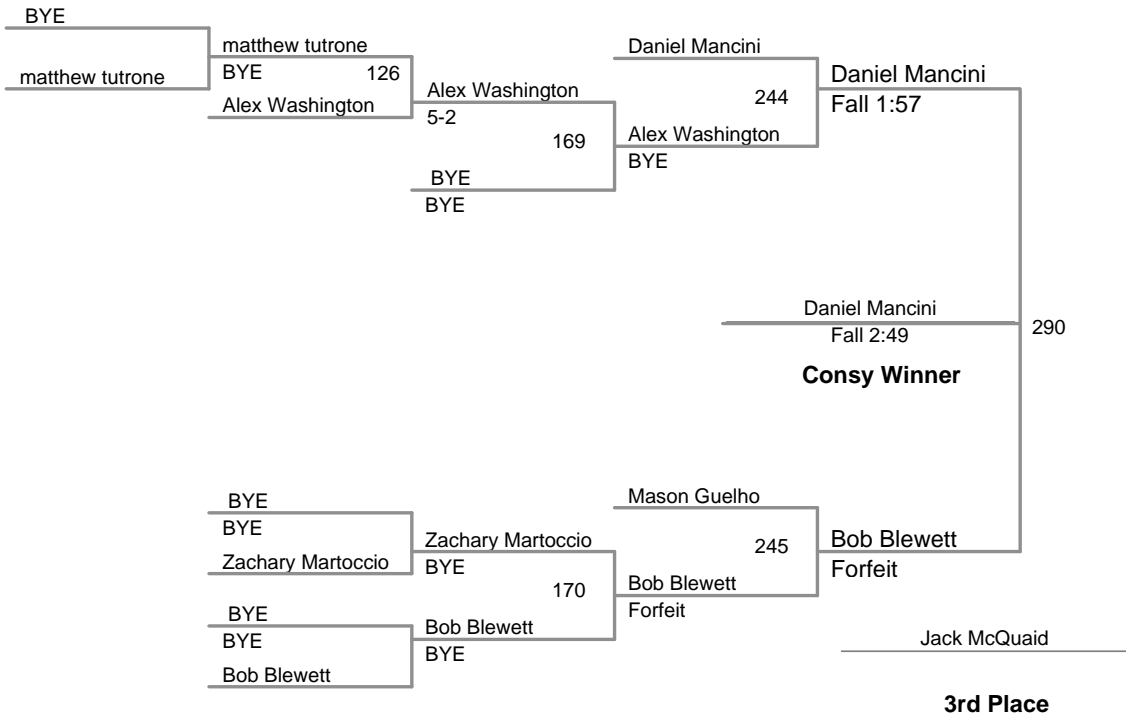 BYE
matthew tutrone
matthew tutrone
BYE
126
Alex Washington
Alex Washington
5-2
169
BYE
BYE
Daniel Mancini
244
Alex Washington
BYE
Daniel Mancini
Fall 1:57
Daniel Mancini
Fall 2:49
290
Consy Winner
BYE
BYE
Zachary Martoccio
Zachary Martoccio
BYE
170
BYE
BYE
Bob Blewett
Bob Blewett
BYE
Mason Guelho
245
Bob Blewett
Forfeit
Bob Blewett
Forfeit
Jack McQuaid
3rd Place